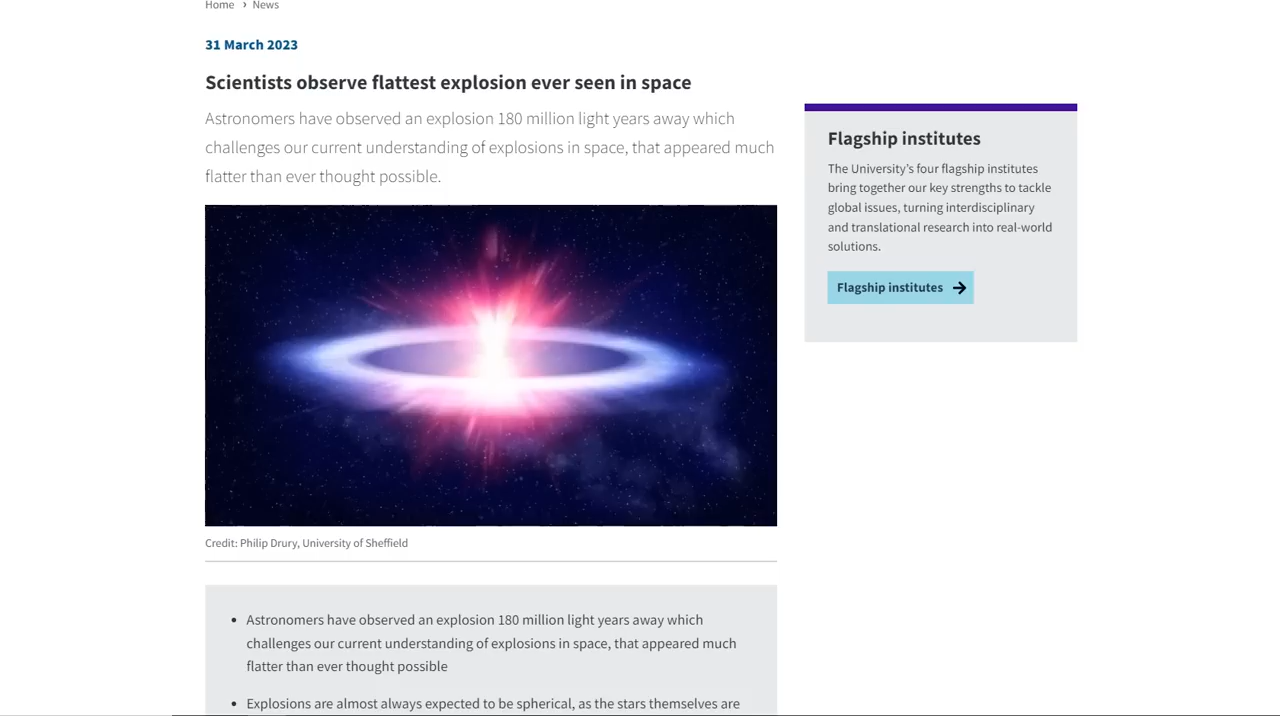 Home › News
31 March 2023
Scientists observe flattest explosion ever seen in space
Astronomers have observed an explosion 180 million light years away which
challenges our current understanding of explosions in space, that appeared much
flatter than ever thought possible.
Credit: Philip Drury, University of Sheffield
• Astronomers have observed an explosion 180 million light years away which
challenges our current understanding of explosions in space, that appeared much
flatter than ever thought possible
• Explosions are almost always expected to be spherical, as the stars themselves are
Flagship institutes
The University's four flagship institutes
bring together our key strengths to tackle
global issues, turning interdisciplinary
and translational research into real-world
solutions.
Flagship institutes →